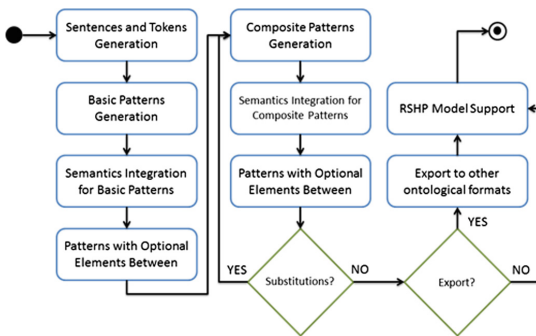 Sentences and Tokens
Generation
Basic Patterns
Generation
Semantics Integration
for Basic Patterns
Patterns with Optional
Elements Between
Composite Patterns
Generation
Semantics Integration for
Composite Patterns
Patterns with Optional
Elements Between
Substitutions?
YES
NO
Export?
YES
NO
Export to other
ontological formats
RSHP Model Support